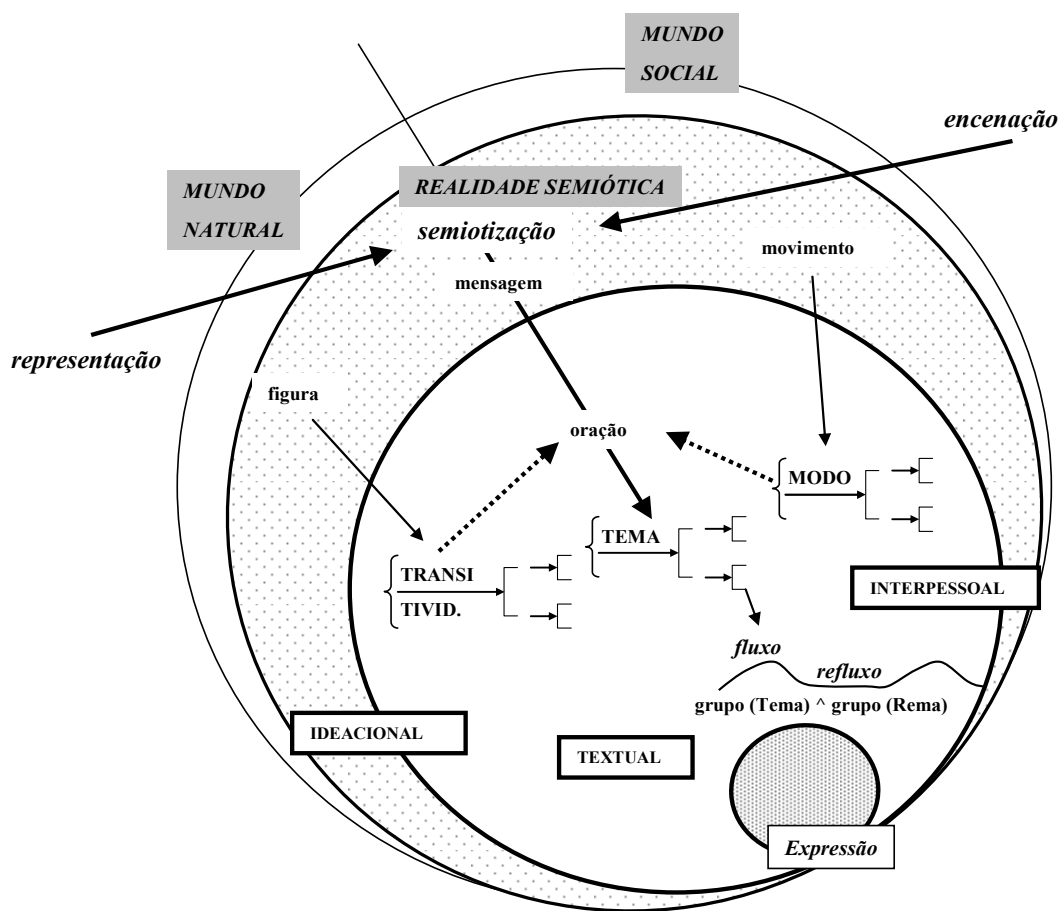 MUNDO
SOCIAL
encenação
MUNDO
NATURAL
REALIDADE SEMIÓTICA
semiotização
movimento
mensagem
representação
figura
oração
MODO
TEMA
TRANSI
TIVID.
INTERPESSOAL
fluxo
refluxo
grupo (Tema) ^ grupo (Rema)
IDEACIONAL
TEXTUAL
Expressão